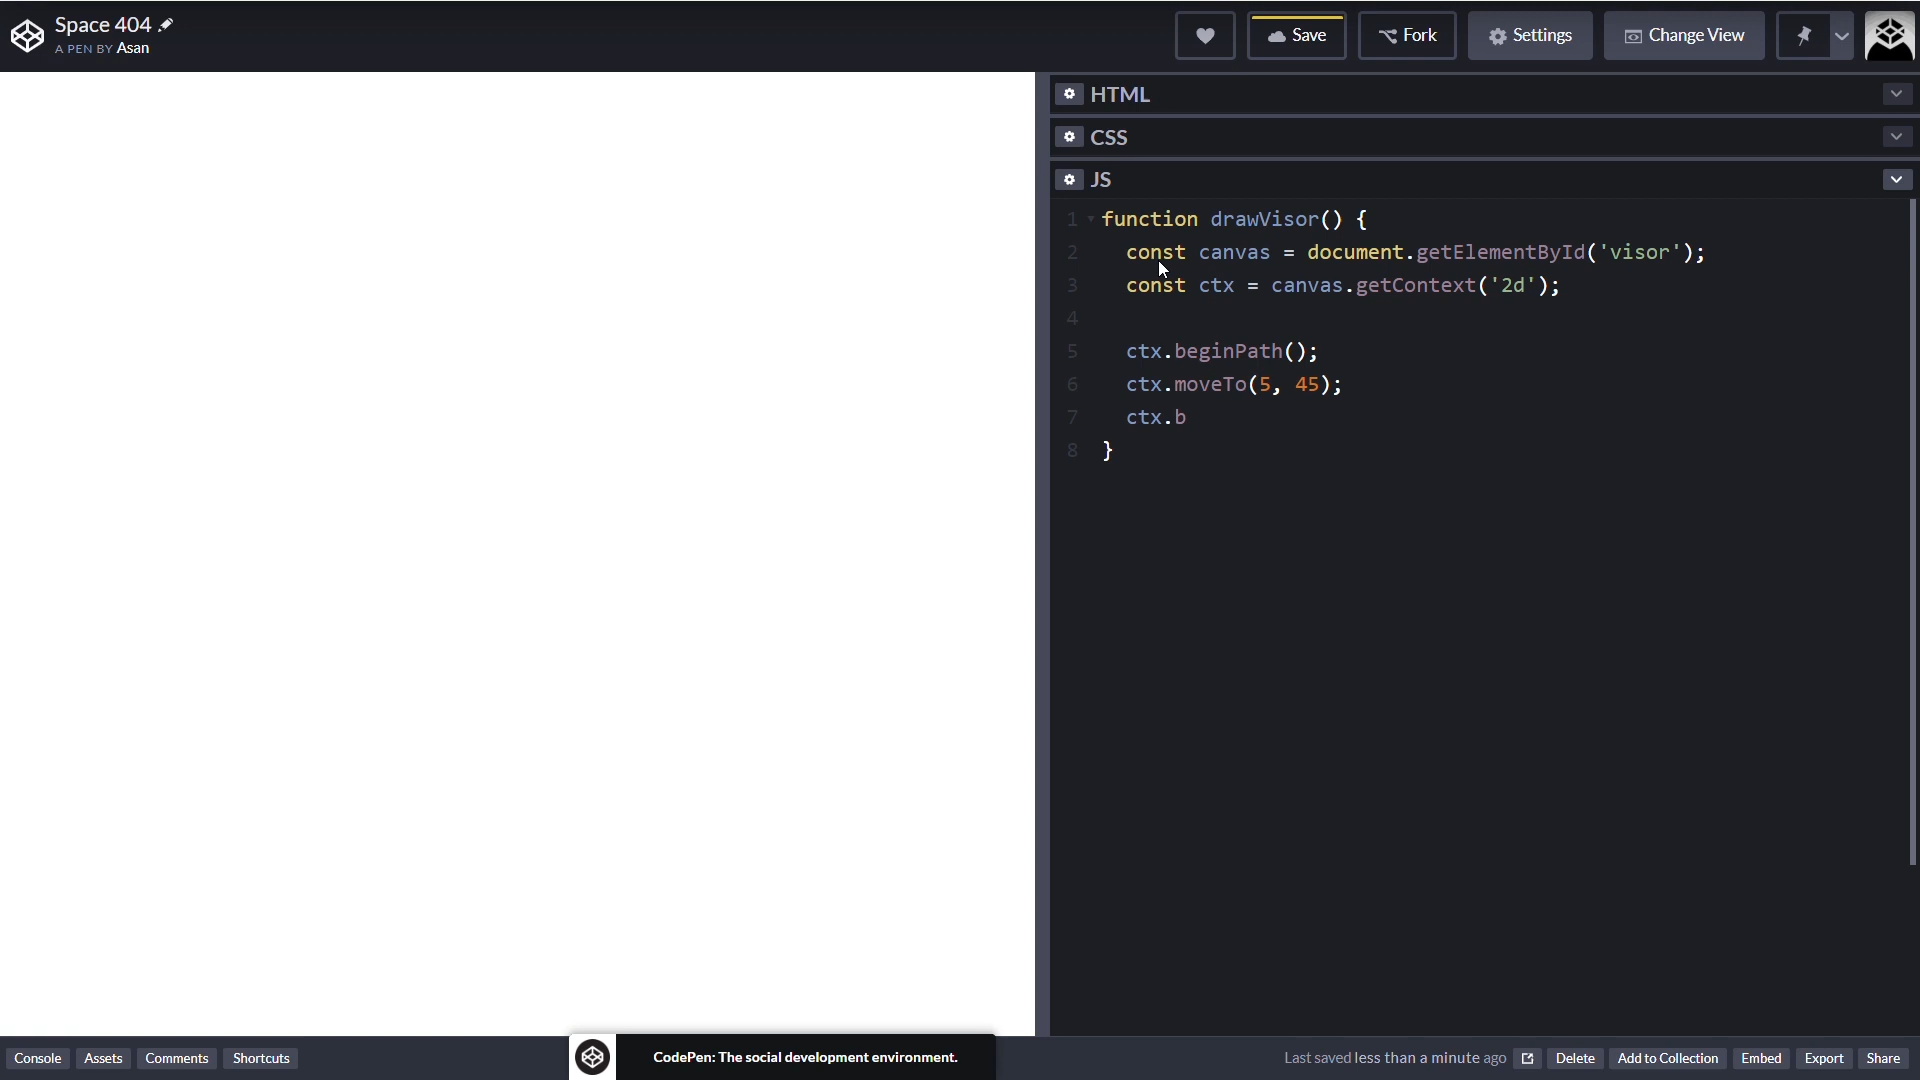 Space 404
A PEN BY Asan
Save
Fork
Settings
Change View
HTML
CSS
JS
1 function drawVisor() {
2 const canvas = document.getElementById('visor');
3 const ctx = canvas.getContext('2d');
4
5 ctx.beginPath();
6 ctx.moveTo(5, 45);
7 ctx.b
8 }
Console Assets Comments Shortcuts
CodePen: The social development environment.
Last saved less than a minute ago
Delete Add to Collection Embed Export Share